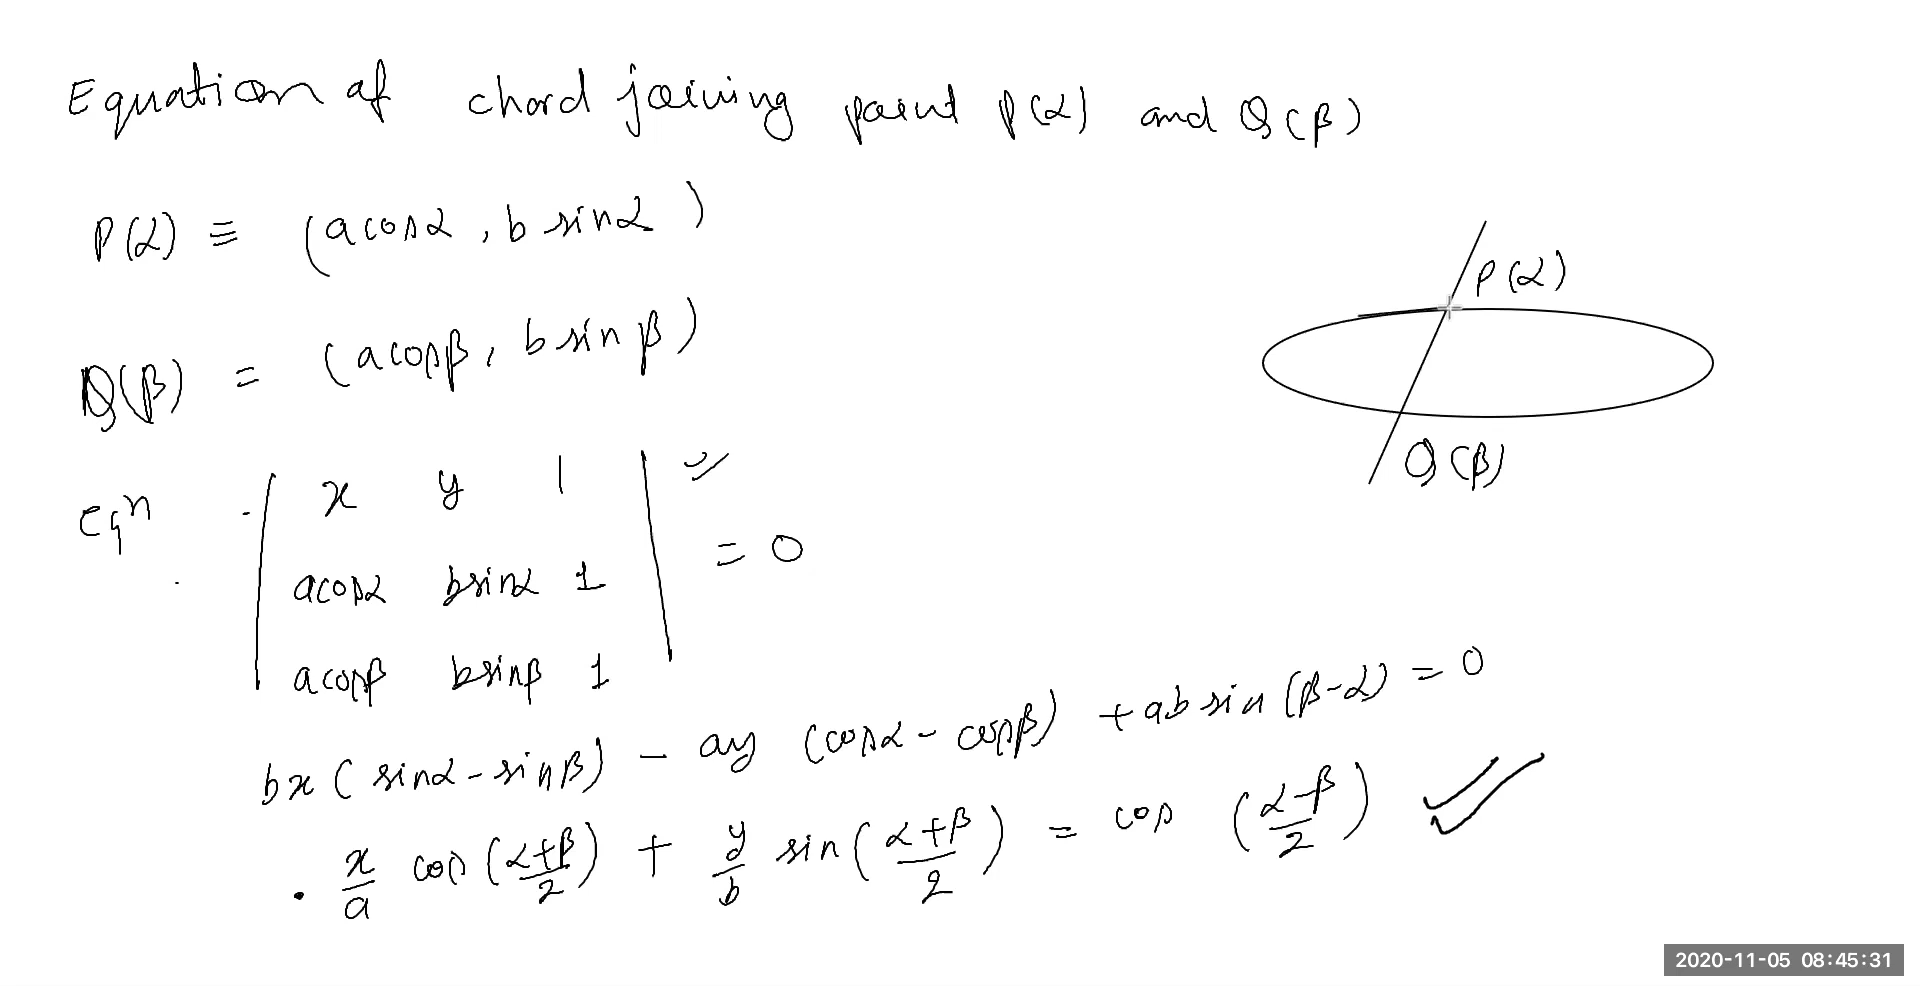 Equation of chord joining point P(α) and Q(β)
P(α) ≡ (a cos α, b sin α)
Q(β) = (a cos β, b sin β)
P(α)
Q(β)
eqn
x y 1
a cos α b sin α 1 = 0
a cos β b sin β 1
bx (sin α - sin β) - ay (cos α - cos β) + ab sin (β-α) = 0
x/a cos (α+β/2) + y/b sin (α+β/2) = cos (α-β/2)
2020-11-05 08:45:31